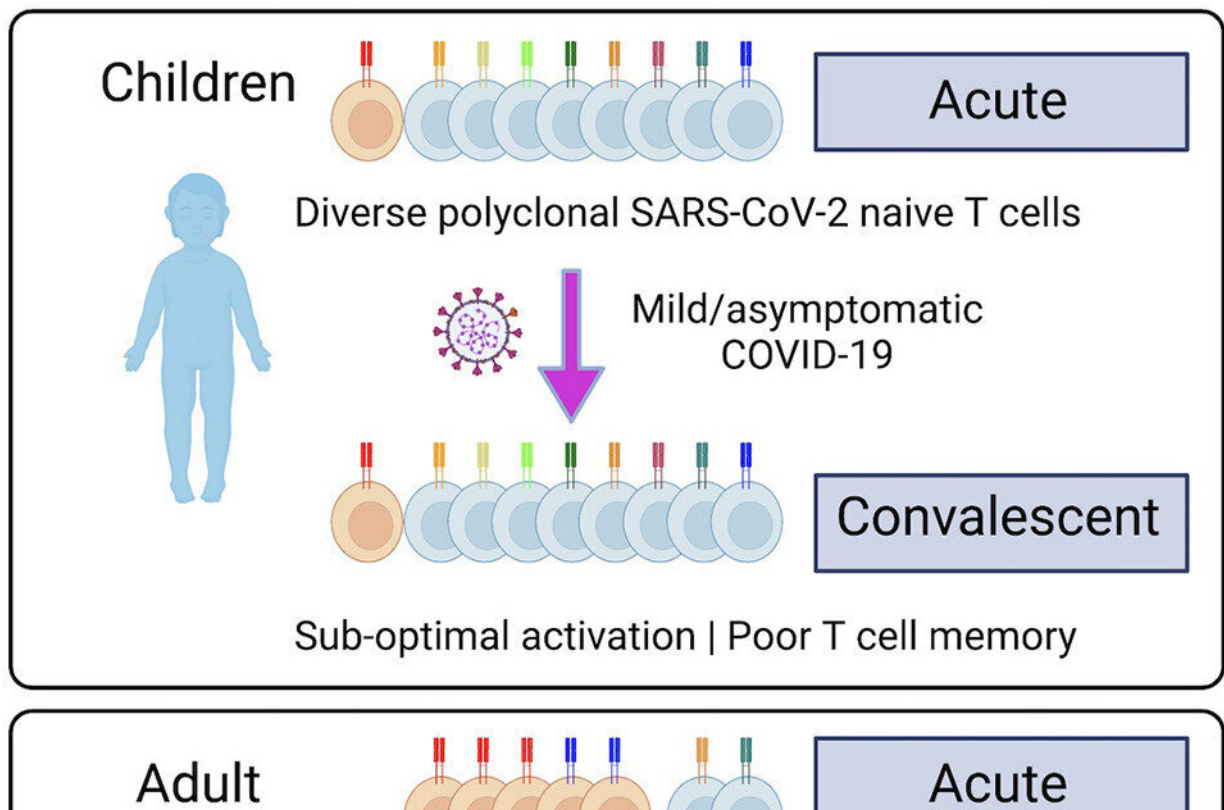 Children
Acute
Diverse polyclonal SARS-CoV-2 naive T cells
Mild/asymptomatic
COVID-19
Convalescent
Sub-optimal activation | Poor T cell memory
Adult
Acute